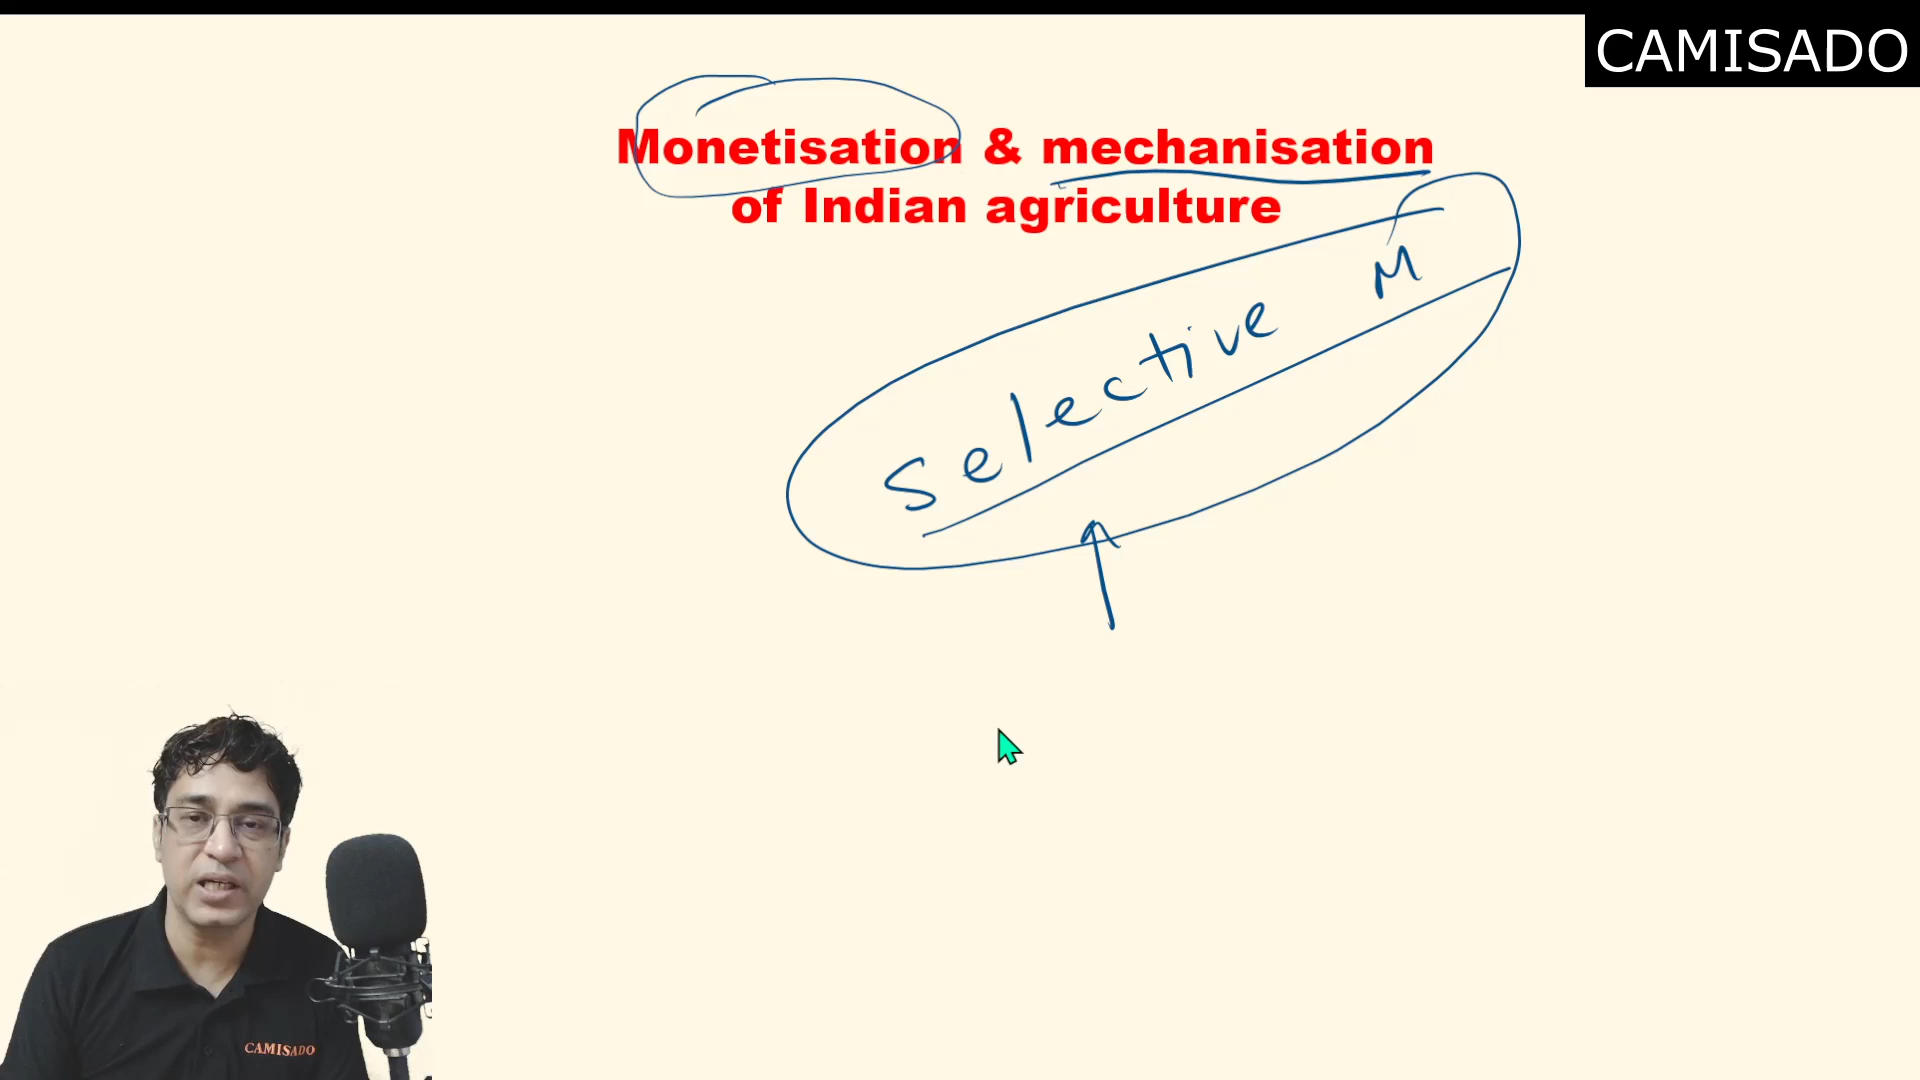 CAMISADO
Monetisation & mechanisation
of Indian agriculture
Selective M
CAMISADO